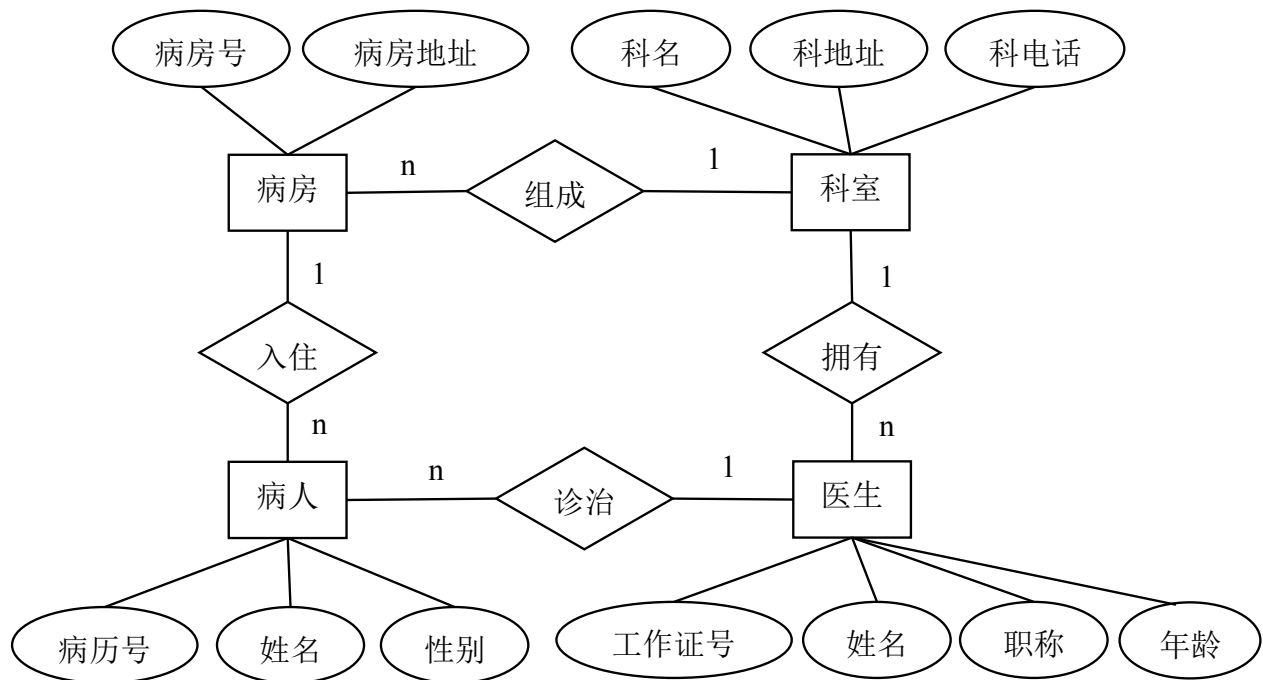 病房号 病房地址 科名 科地址 科电话
病房 n 组成 1 科室
1 1
入住 拥有
n n
病人 n 诊治 1 医生
病历号 姓名 性别 工作证号 姓名 职称 年龄